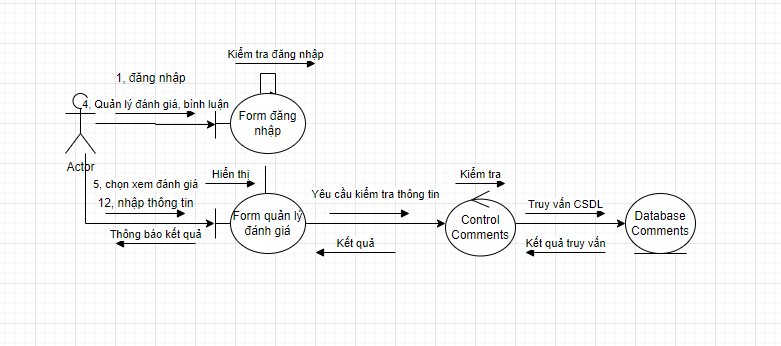 Kiểm tra đăng nhập
1, đăng nhập
4, Quản lý đánh giá, bình luận
Form đăng
nhập
Actor
Hiển thị
5, chọn xem đánh giá
12, nhập thông tin
Thông báo kết quả
Form quản lý
đánh giá
Yêu cầu kiểm tra thông tin
Kết quả
Kiểm tra
Control
Comments
Truy vấn CSDL
Kết quả truy vấn
Database
Comments